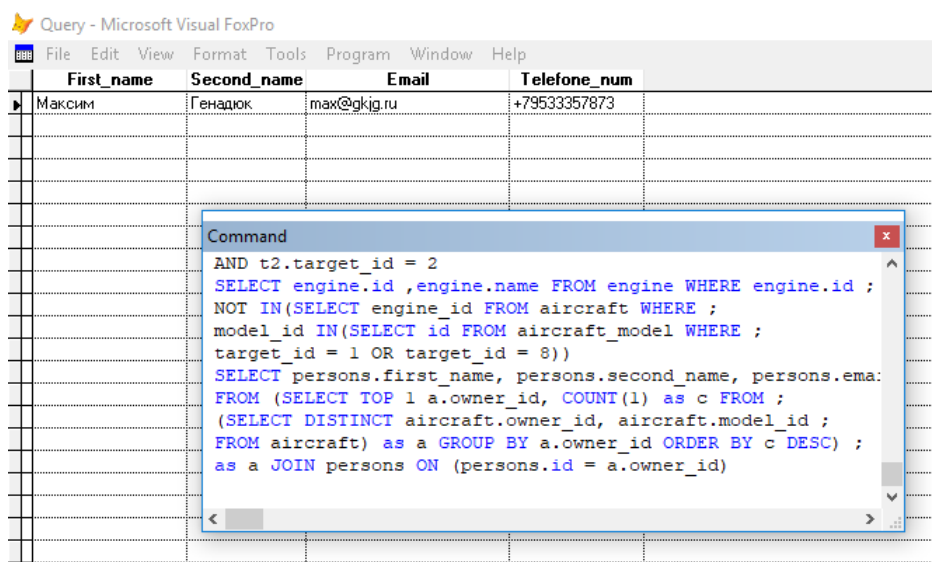 Query - Microsoft Visual FoxPro
File Edit View Format Tools Program Window Help
First_name Second_name Email Telefone_num
Максим Генадюк max@gkjg.ru +79533357873
Command
AND t2.target_id = 2
SELECT engine.id ,engine.name FROM engine WHERE engine.id ;
NOT IN(SELECT engine_id FROM aircraft WHERE ;
model_id IN(SELECT id FROM aircraft_model WHERE ;
target_id = 1 OR target_id = 8))
SELECT persons.first_name, persons.second_name, persons.emai
FROM (SELECT TOP 1 a.owner_id, COUNT(1) as c FROM ;
(SELECT DISTINCT aircraft.owner_id, aircraft.model_id ;
FROM aircraft) as a GROUP BY a.owner_id ORDER BY c DESC) ;
as a JOIN persons ON (persons.id = a.owner_id)